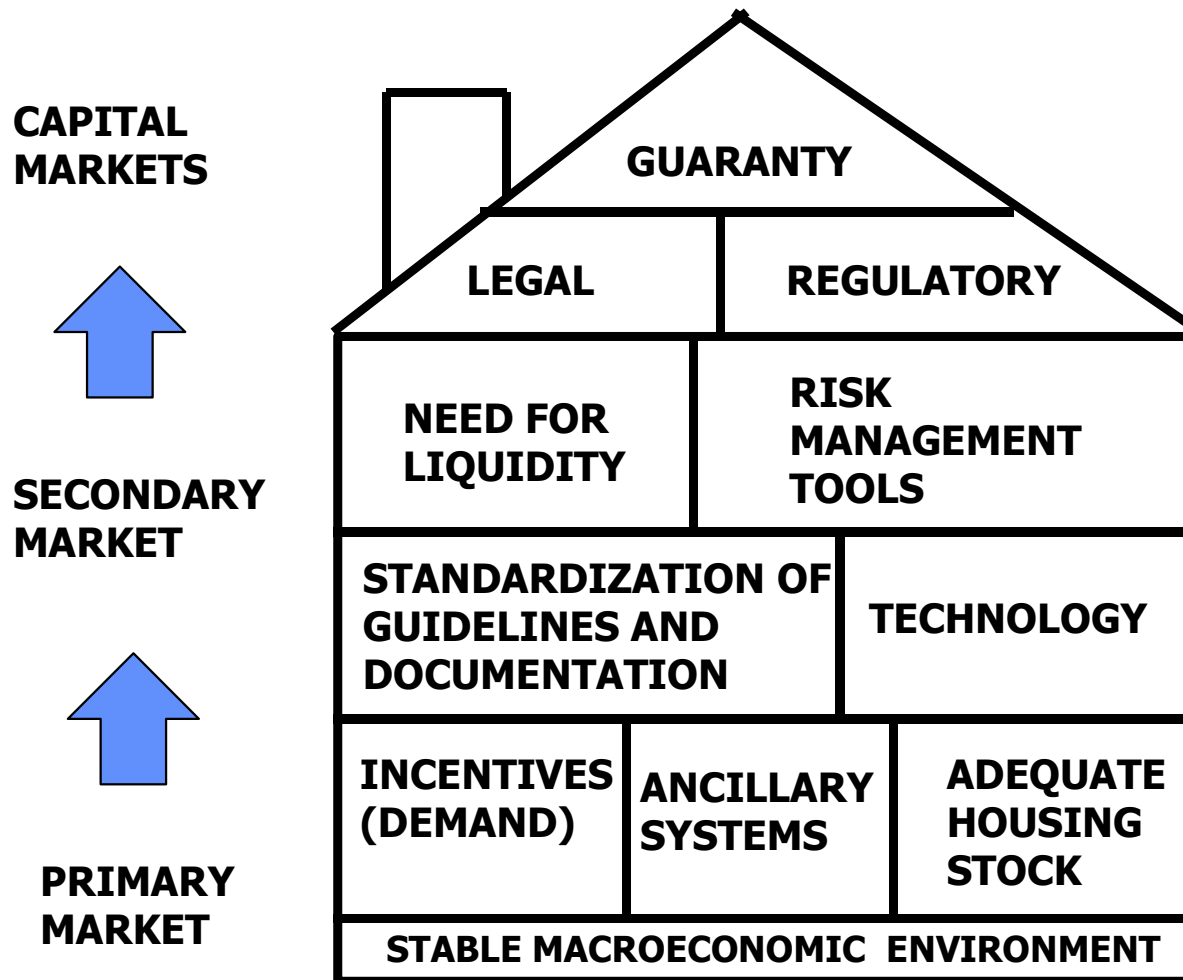 CAPITAL
MARKETS
GUARANTY
LEGAL
REGULATORY
NEED FOR
LIQUIDITY
RISK
MANAGEMENT
TOOLS
SECONDARY
MARKET
STANDARDIZATION OF
GUIDELINES AND
DOCUMENTATION
TECHNOLOGY
INCENTIVES
(DEMAND)
ANCILLARY
SYSTEMS
ADEQUATE
HOUSING
STOCK
PRIMARY
MARKET
STABLE MACROECONOMIC ENVIRONMENT